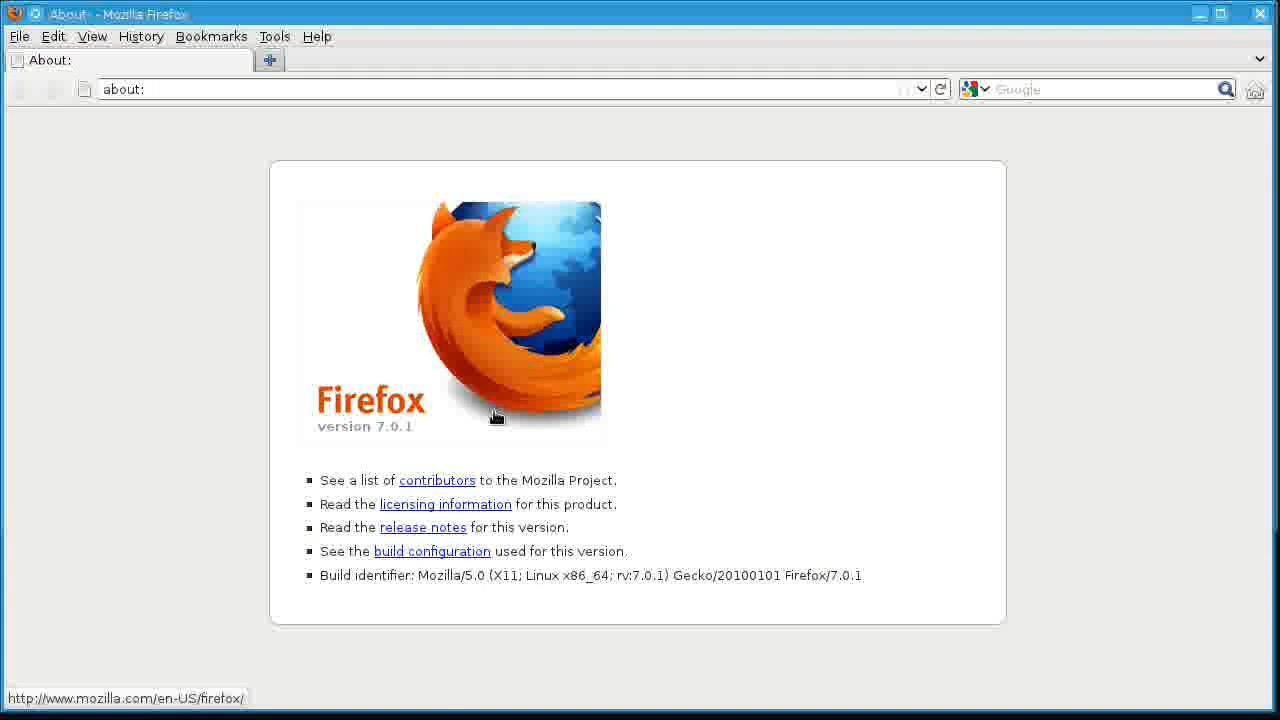 About: - Mozilla Firefox
File Edit View History Bookmarks Tools Help
About:
about:
Google
Firefox
version 7.0.1
See a list of contributors to the Mozilla Project.
Read the licensing information for this product.
Read the release notes for this version.
See the build configuration used for this version.
Build identifier: Mozilla/5.0 (X11; Linux x86_64; rv:7.0.1) Gecko/20100101 Firefox/7.0.1
http://www.mozilla.com/en-US/firefox/